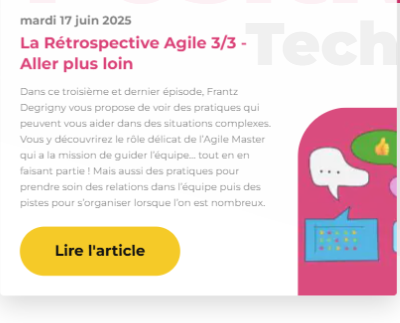 mardi 17 juin 2025
La Rétrospective Agile 3/3 -
Aller plus loin
Tech
Dans ce troisième et dernier épisode, Frantz
Degrigny vous propose de voir des pratiques qui
peuvent vous aider dans des situations complexes.
Vous y découvrirez le rôle délicat de l'Agile Master
qui a la mission de guider l'équipe... tout en en
faisant partie ! Mais aussi des pratiques pour
prendre soin des relations dans l'équipe puis des
pistes pour s'organiser lorsque l'on est nombreux.
Lire l'article